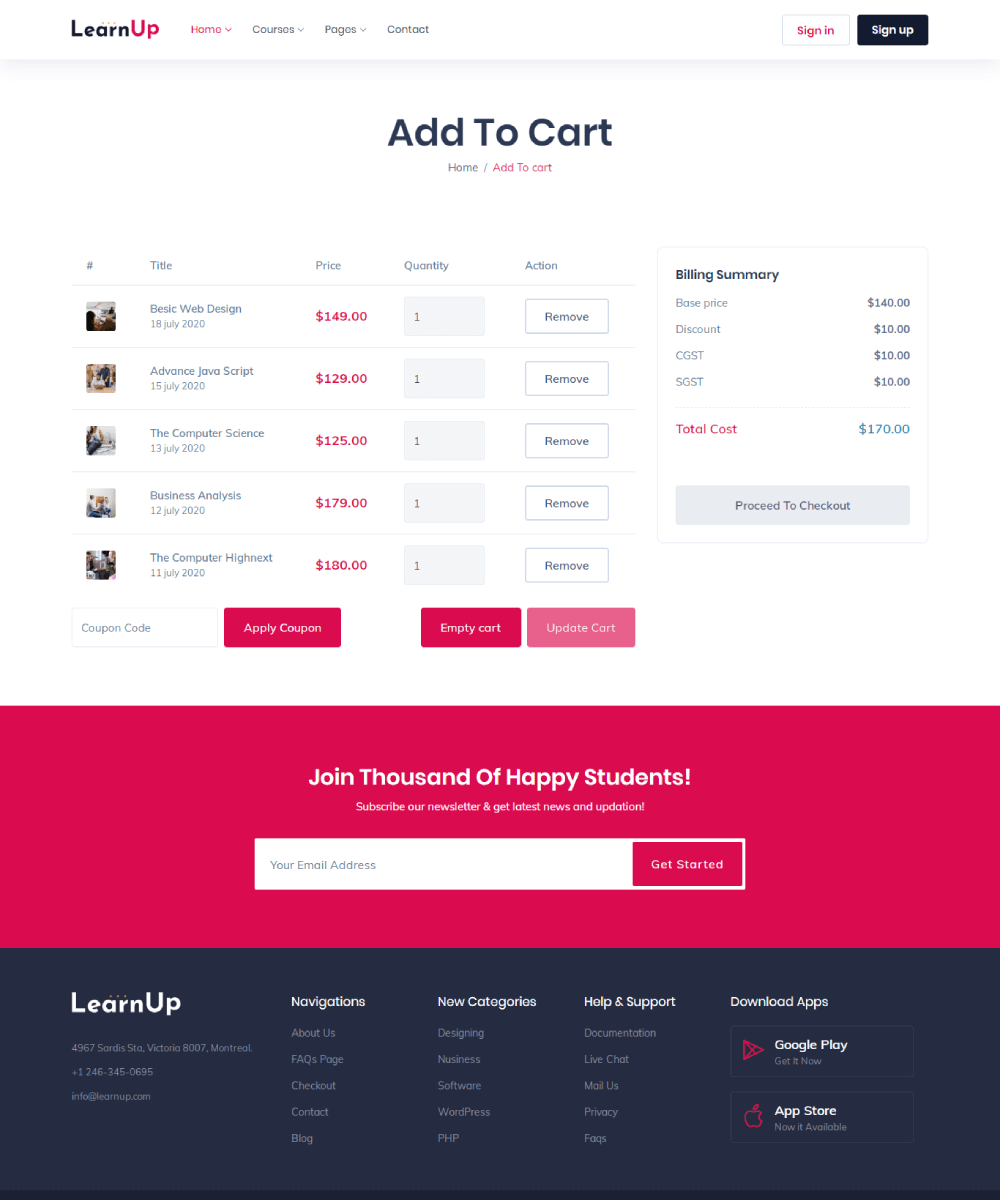 LearnUp
Home Courses Pages Contact Sign in Sign up
Add To Cart
Home / Add To cart
# Title Price Quantity Action
Besic Web Design
18 july 2020
$149.00 1 Remove
Advance Java Script
15 july 2020
$129.00 1 Remove
The Computer Science
13 july 2020
$125.00 1 Remove
Business Analysis
12 july 2020
$179.00 1 Remove
The Computer Highnext
11 july 2020
$180.00 1 Remove
Coupon Code Apply Coupon Empty cart Update Cart
Billing Summary
Base price $140.00
Discount $10.00
CGST $10.00
SGST $10.00
Total Cost $170.00
Proceed To Checkout
Join Thousand Of Happy Students!
Subscribe our newsletter & get latest news and updation!
Your Email Address Get Started
LearnUp
4967 Sardis Sta, Victoria 8007, Montreal.
+1 246-345-0695
info@learnup.com
Navigations
About Us
FAQs Page
Checkout
Contact
Blog
New Categories
Designing
Nusiness
Software
WordPress
PHP
Help & Support
Documentation
Live Chat
Mail Us
Privacy
Faqs
Download Apps
Google Play
Get It Now
App Store
Now it Available